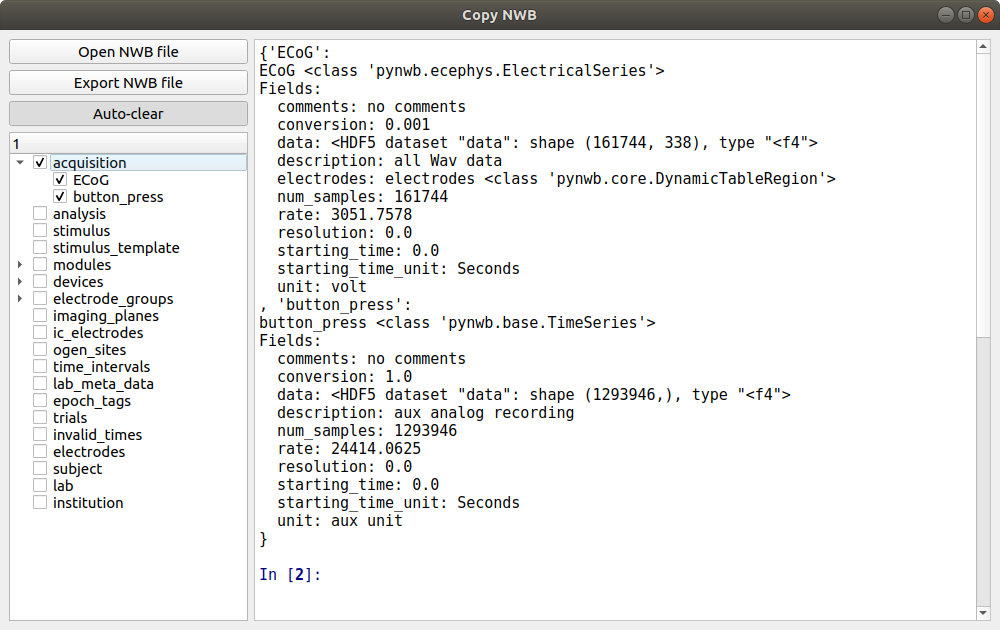 Copy NWB
Open NWB file
Export NWB file
Auto-clear
1
acquisition
ECoG
button_press
analysis
stimulus
stimulus_template
modules
devices
electrode_groups
imaging_planes
ic_electrodes
ogen_sites
time_intervals
lab_meta_data
epoch_tags
trials
invalid_times
electrodes
subject
lab
institution
{'ECoG':
ECoG <class 'pynwb.ecephys.ElectricalSeries'>
Fields:
  comments: no comments
  conversion: 0.001
  data: <HDF5 dataset "data": shape (161744, 338), type "<f4">
  description: all Wav data
  electrodes: electrodes <class 'pynwb.core.DynamicTableRegion'>
  num_samples: 161744
  rate: 3051.7578
  resolution: 0.0
  starting_time: 0.0
  starting_time_unit: Seconds
  unit: volt
, 'button_press':
button_press <class 'pynwb.base.TimeSeries'>
Fields:
  comments: no comments
  conversion: 1.0
  data: <HDF5 dataset "data": shape (1293946,), type "<f4">
  description: aux analog recording
  num_samples: 1293946
  rate: 24414.0625
  resolution: 0.0
  starting_time: 0.0
  starting_time_unit: Seconds
  unit: aux unit
}
In [2]: